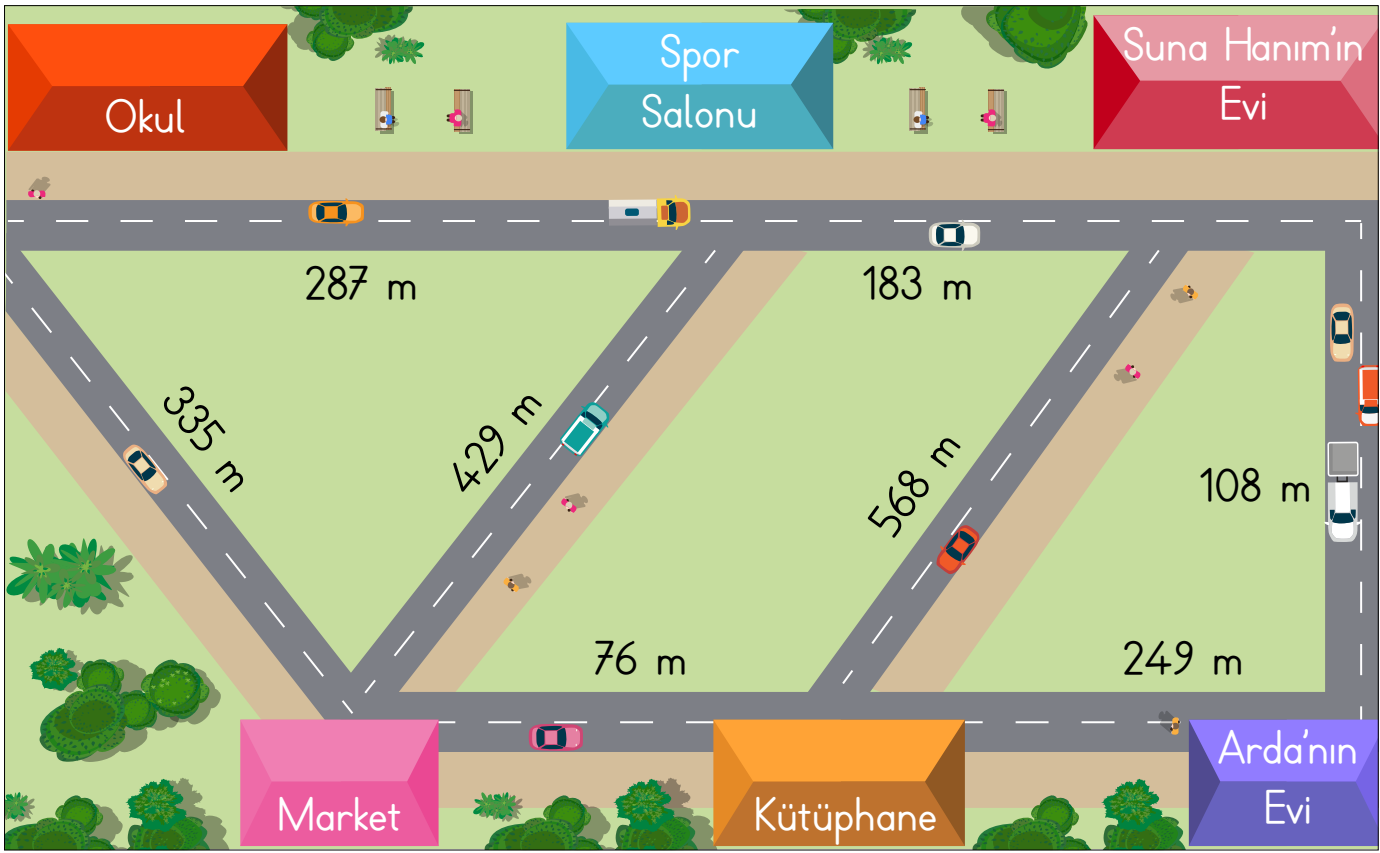 Okul
Spor
Salonu
Suna Hanım'ın
Evi
287 m
183 m
335 m
429 m
568 m
108 m
76 m
249 m
Market
Kütüphane
Arda'nın
Evi